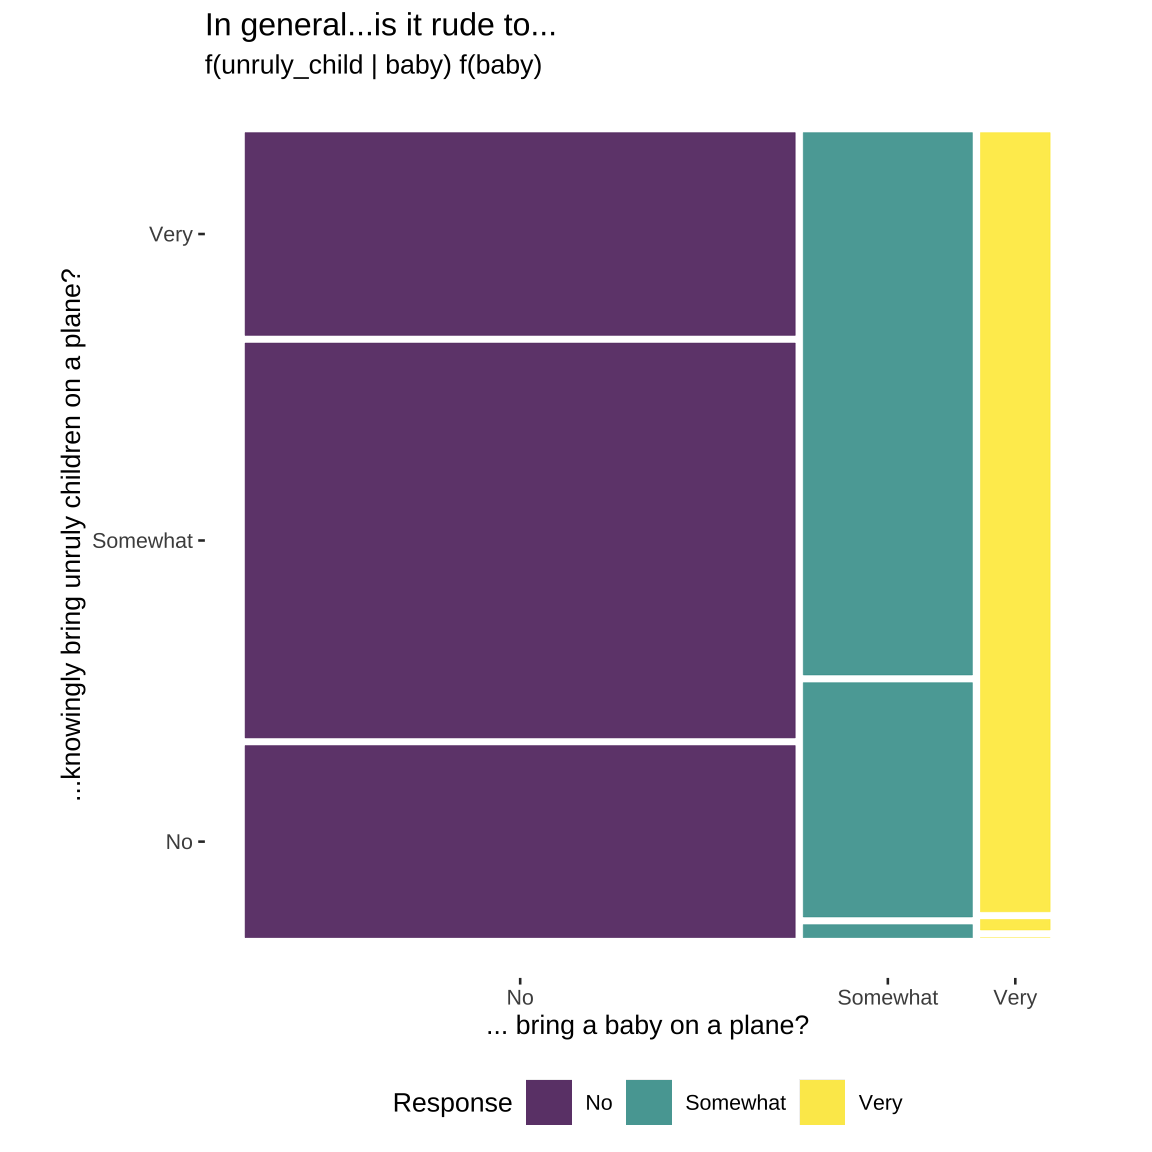 In general...is it rude to...
f(unruly_child | baby) f(baby)
...knowingly bring unruly children on a plane?
Very
Somewhat
No
No Somewhat Very
... bring a baby on a plane?
Response No Somewhat Very